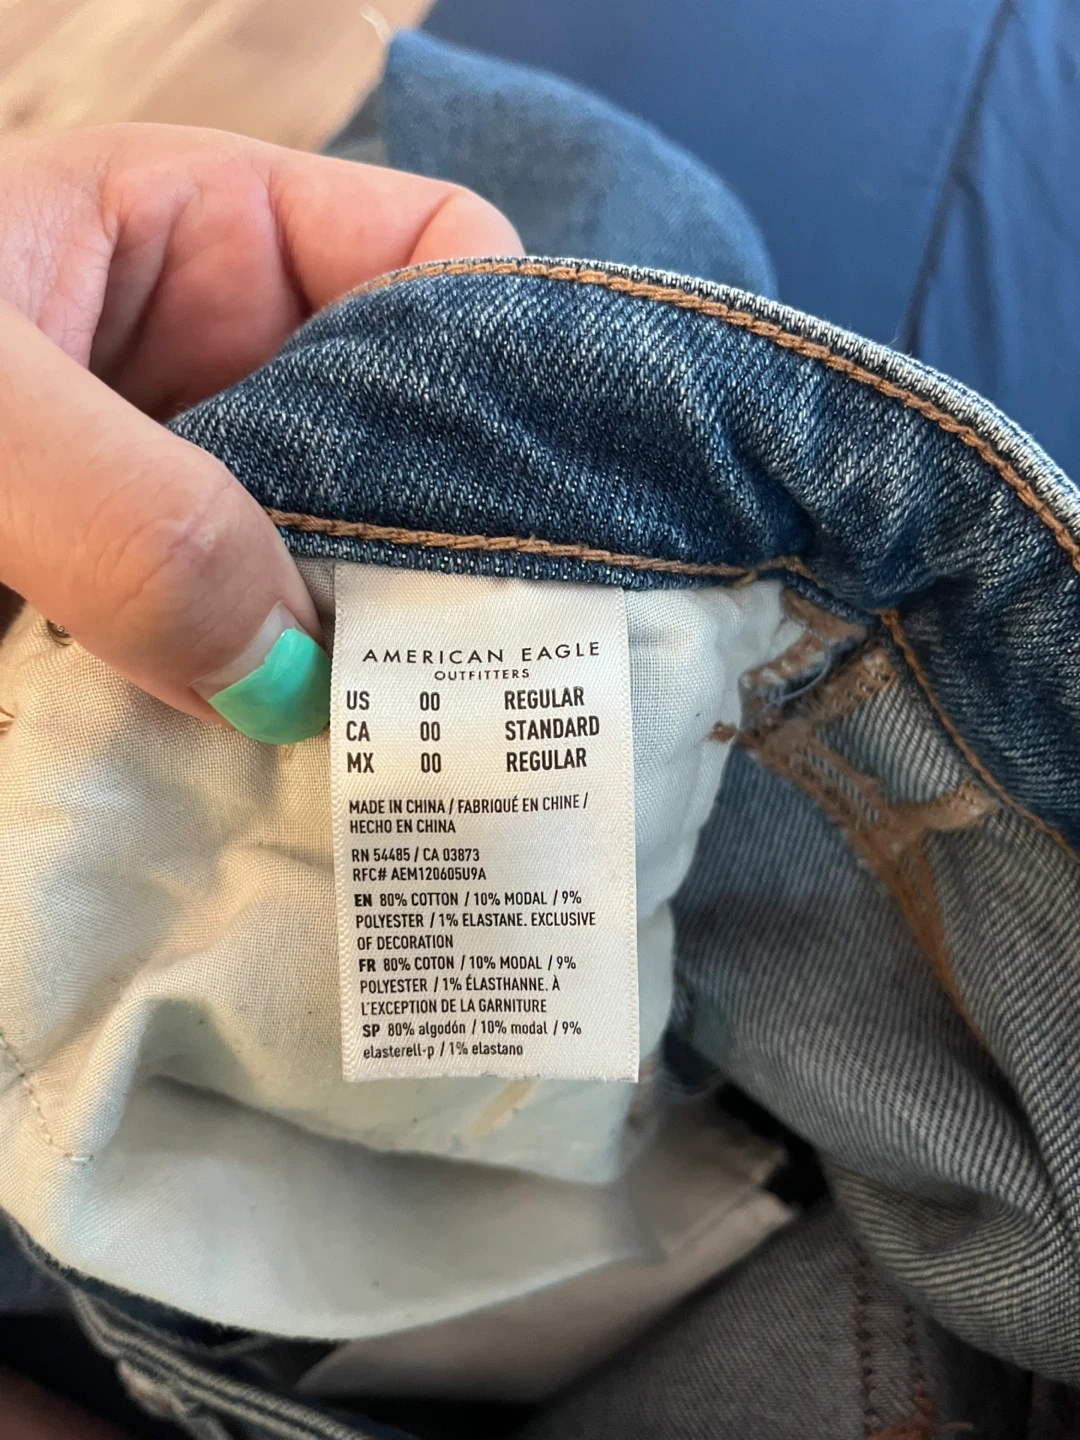 AMERICAN EAGLE
OUTFITTERS
US 00 REGULAR
CA 00 STANDARD
MX 00 REGULAR
MADE IN CHINA / FABRIQUÉ EN CHINE /
HECHO EN CHINA
RN 54485 / CA 03873
RFC# AEM120605U9A
EN 80% COTTON / 10% MODAL / 9%
POLYESTER / 1% ELASTANE. EXCLUSIVE
OF DECORATION
FR 80% COTON / 10% MODAL / 9%
POLYESTER / 1% ÉLASTHANNE. À
L'EXCEPTION DE LA GARNITURE
SP 80% algodón / 10% modal / 9%
elasterell-p / 1% elastano